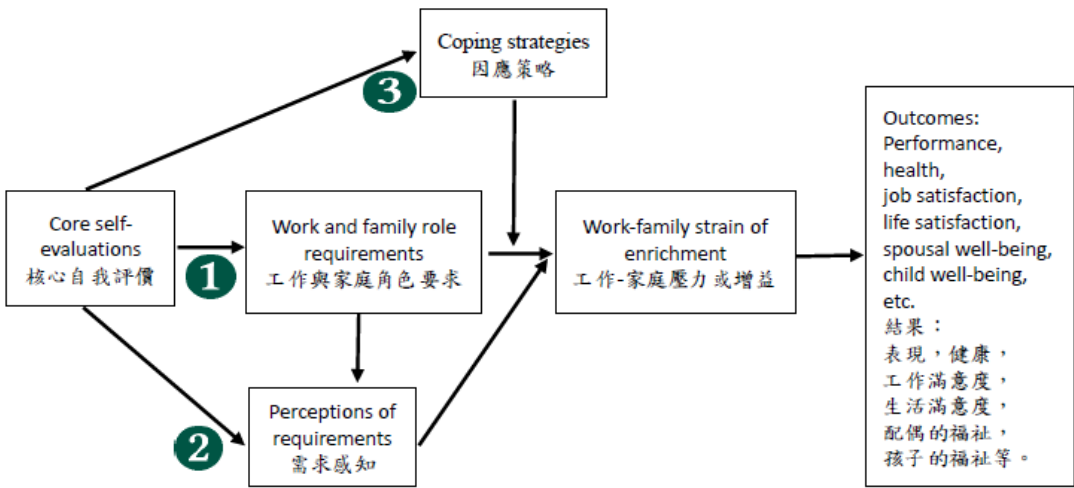 Coping strategies
因應策略
3
Core self-
evaluations
核心自我評價
1
Work and family role
requirements
工作與家庭角色要求
Work-family strain of
enrichment
工作-家庭壓力或增益
2
Perceptions of
requirements
需求感知
Outcomes:
Performance,
health,
job satisfaction,
life satisfaction,
spousal well-being,
child well-being,
etc.
結果：
表現，健康，
工作滿意度，
生活滿意度，
配偶的福祉，
孩子的福祉等。